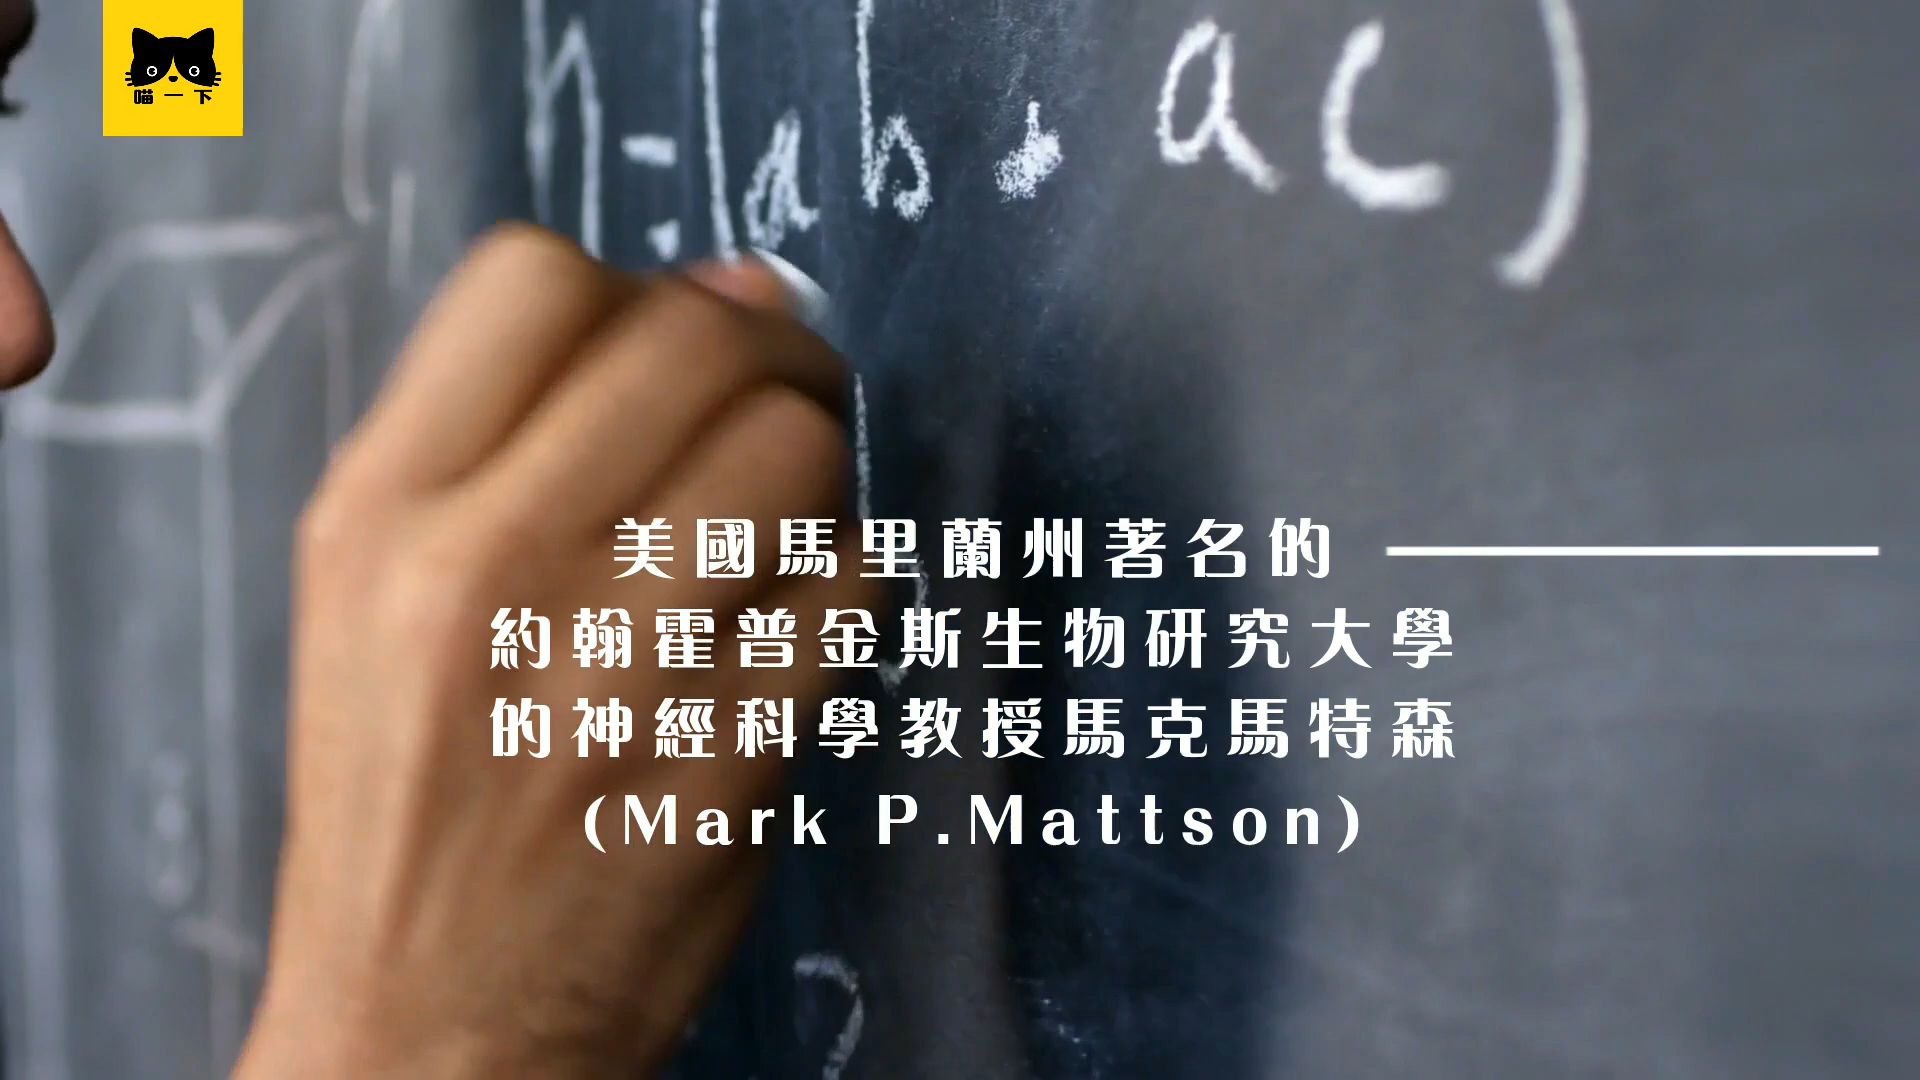 喵一下
h=(ab, ac)
美國馬里蘭州著名的
約翰霍普金斯生物研究大學
的神經科學教授馬克馬特森
(Mark P.Mattson)